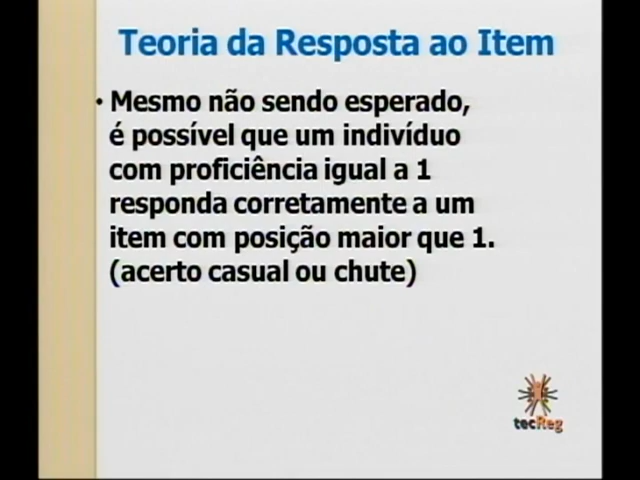 Teoria da Resposta ao Item
• Mesmo não sendo esperado,
é possível que um indivíduo
com proficiência igual a 1
responda corretamente a um
item com posição maior que 1.
(acerto casual ou chute)
tecReg